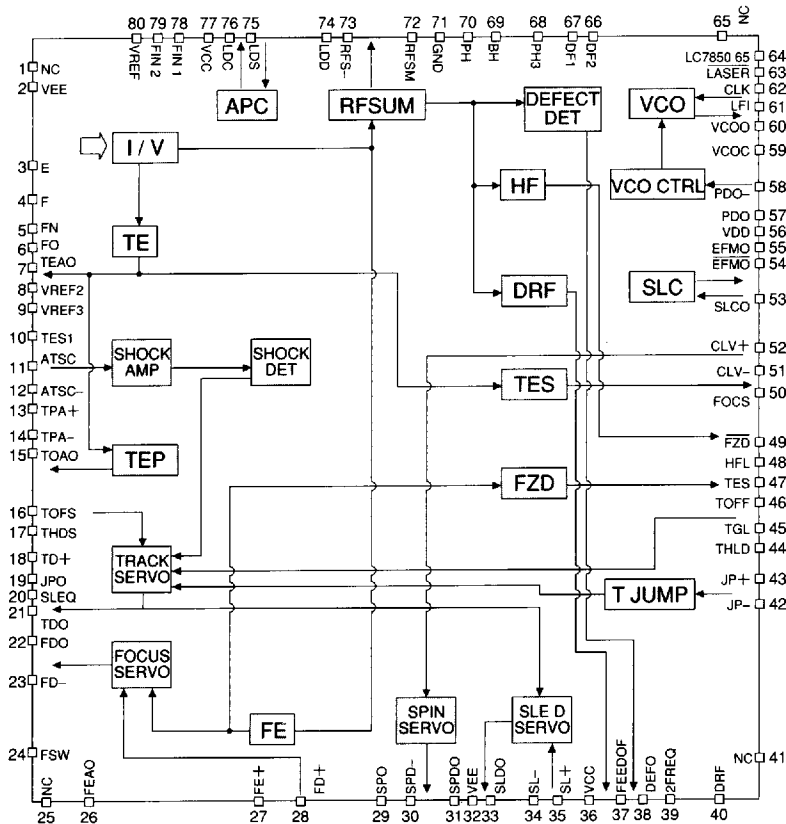 80 79 78 77 76 75 74 73 72 71 70 69 68 67 66 65 NC
VREF FIN 2 FIN 1 VCC LDC LDS LDD RFS- RFSM GND PH BH PH3 DF1 DF2
1 NC
2 VEE
3 E
4 F
5 FN
6 FO
7 TEAO
8 VREF2
9 VREF3
10 TES1
11 ATSC
12 ATSC-
13 TPA+
14 TPA-
15 TOAO
16 TOFS
17 THDS
18 TD+
19 JPO
20 SLEQ
21 TDO
22 FDO
23 FD-
24 FSW
APC
RFSUM
DEFECT
DET
VCO
I / V
HF
VCO CTRL
TE
DRF
SLC
SHOCK
AMP
SHOCK
DET
TES
TEP
FZD
TRACK
SERVO
T JUMP
FOCUS
SERVO
FE
SPIN
SERVO
SLE D
SERVO
LC7850 65 64
LASER 63
CLK 62
LFI 61
VCOO 60
VCOC 59
PDO- 58
PDO 57
VDD 56
EFMO 55
EFMO 54
SLCO 53
CLV+ 52
CLV- 51
FOCS 50
FZD 49
HFL 48
TES 47
TOFF 46
TGL 45
THLD 44
JP+ 43
JP- 42
NC 41
NC FEAO FE+ FD+ SPO SPD- SPDO VEE SLDO SL- SL+ VCC FEEDOF DEFO 2FREQ DRF
25 26 27 28 29 30 31 32 33 34 35 36 37 38 39 40